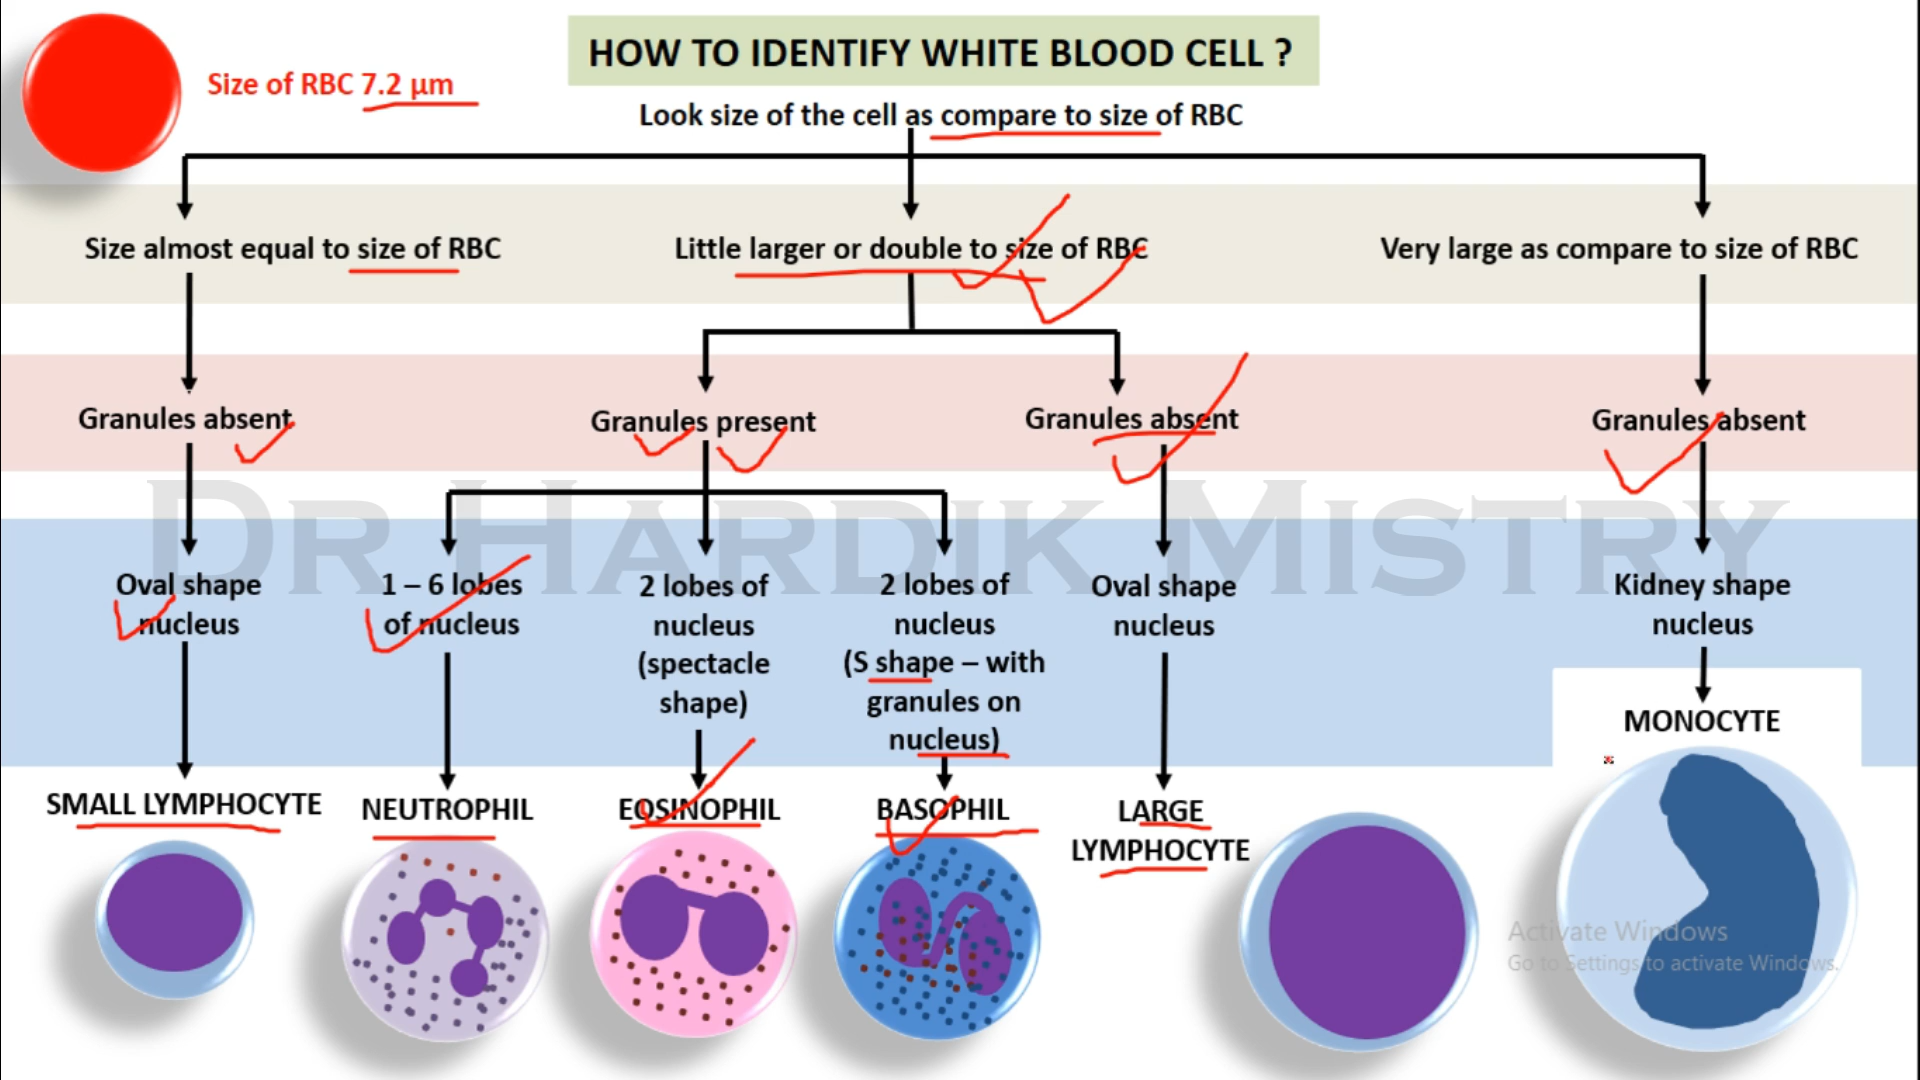 HOW TO IDENTIFY WHITE BLOOD CELL ?
Size of RBC 7.2 µm
Look size of the cell as compare to size of RBC
Size almost equal to size of RBC
Little larger or double to size of RBC
Very large as compare to size of RBC
Granules absent
Granules present
Granules absent
Granules absent
DR HARDIK MISTRY
Oval shape
nucleus
1 – 6 lobes
of nucleus
2 lobes of
nucleus
(spectacle
shape)
2 lobes of
nucleus
(S shape – with
granules on
nucleus)
Oval shape
nucleus
Kidney shape
nucleus
SMALL LYMPHOCYTE
NEUTROPHIL
EOSINOPHIL
BASOPHIL
LARGE
LYMPHOCYTE
MONOCYTE
Activate Windows
Go to Settings to activate Windows.